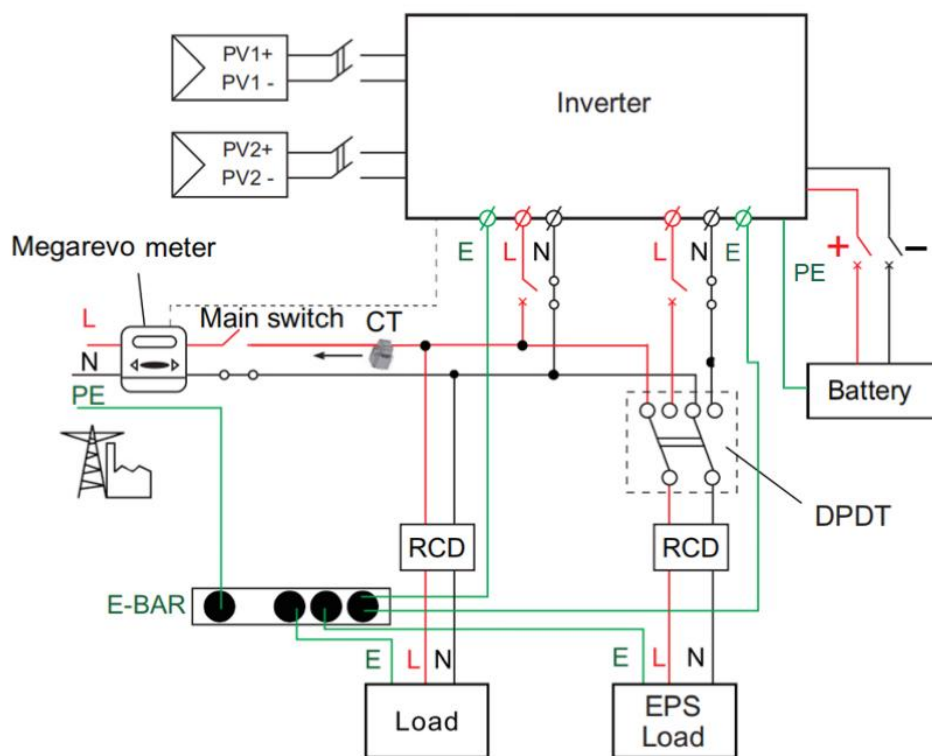 PV1+
PV1 -
Inverter
PV2+
PV2 -
Megarevo meter
E
L
N
L
N
E
PE
+
−
L
Main switch
CT
N
PE
Battery
DPDT
RCD
RCD
E-BAR
E
L
N
E
L
N
Load
EPS
Load